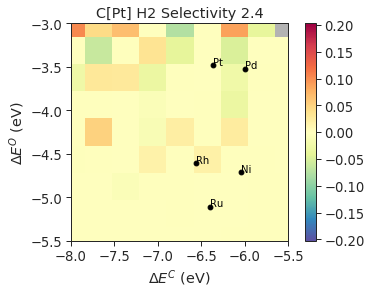 C[Pt] H2 Selectivity 2.4
−3.0
−3.5
−4.0
−4.5
−5.0
−5.5
ΔE^O (eV)
Pt
Pd
Rh
Ni
Ru
−8.0 −7.5 −7.0 −6.5 −6.0 −5.5
ΔE^C (eV)
0.20
0.15
0.10
0.05
0.00
−0.05
−0.10
−0.15
−0.20